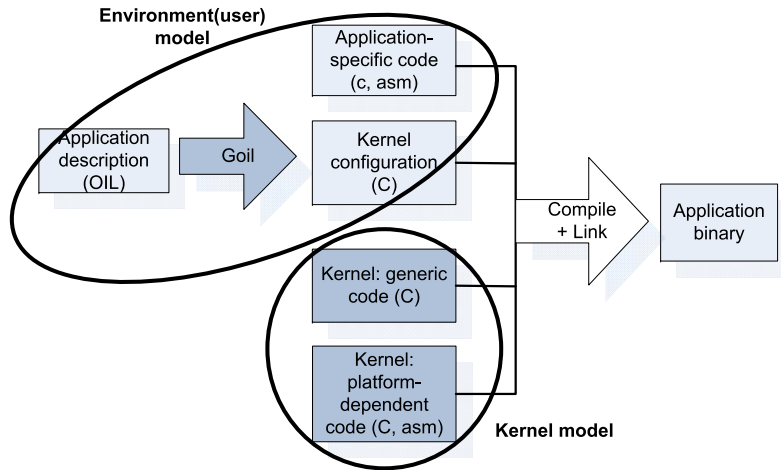 Environment(user)
model
Application-
specific code
(c, asm)
Application
description
(OIL)
Goil
Kernel
configuration
(C)
Compile
+ Link
Application
binary
Kernel: generic
code (C)
Kernel:
platform-
dependent
code (C, asm)
Kernel model